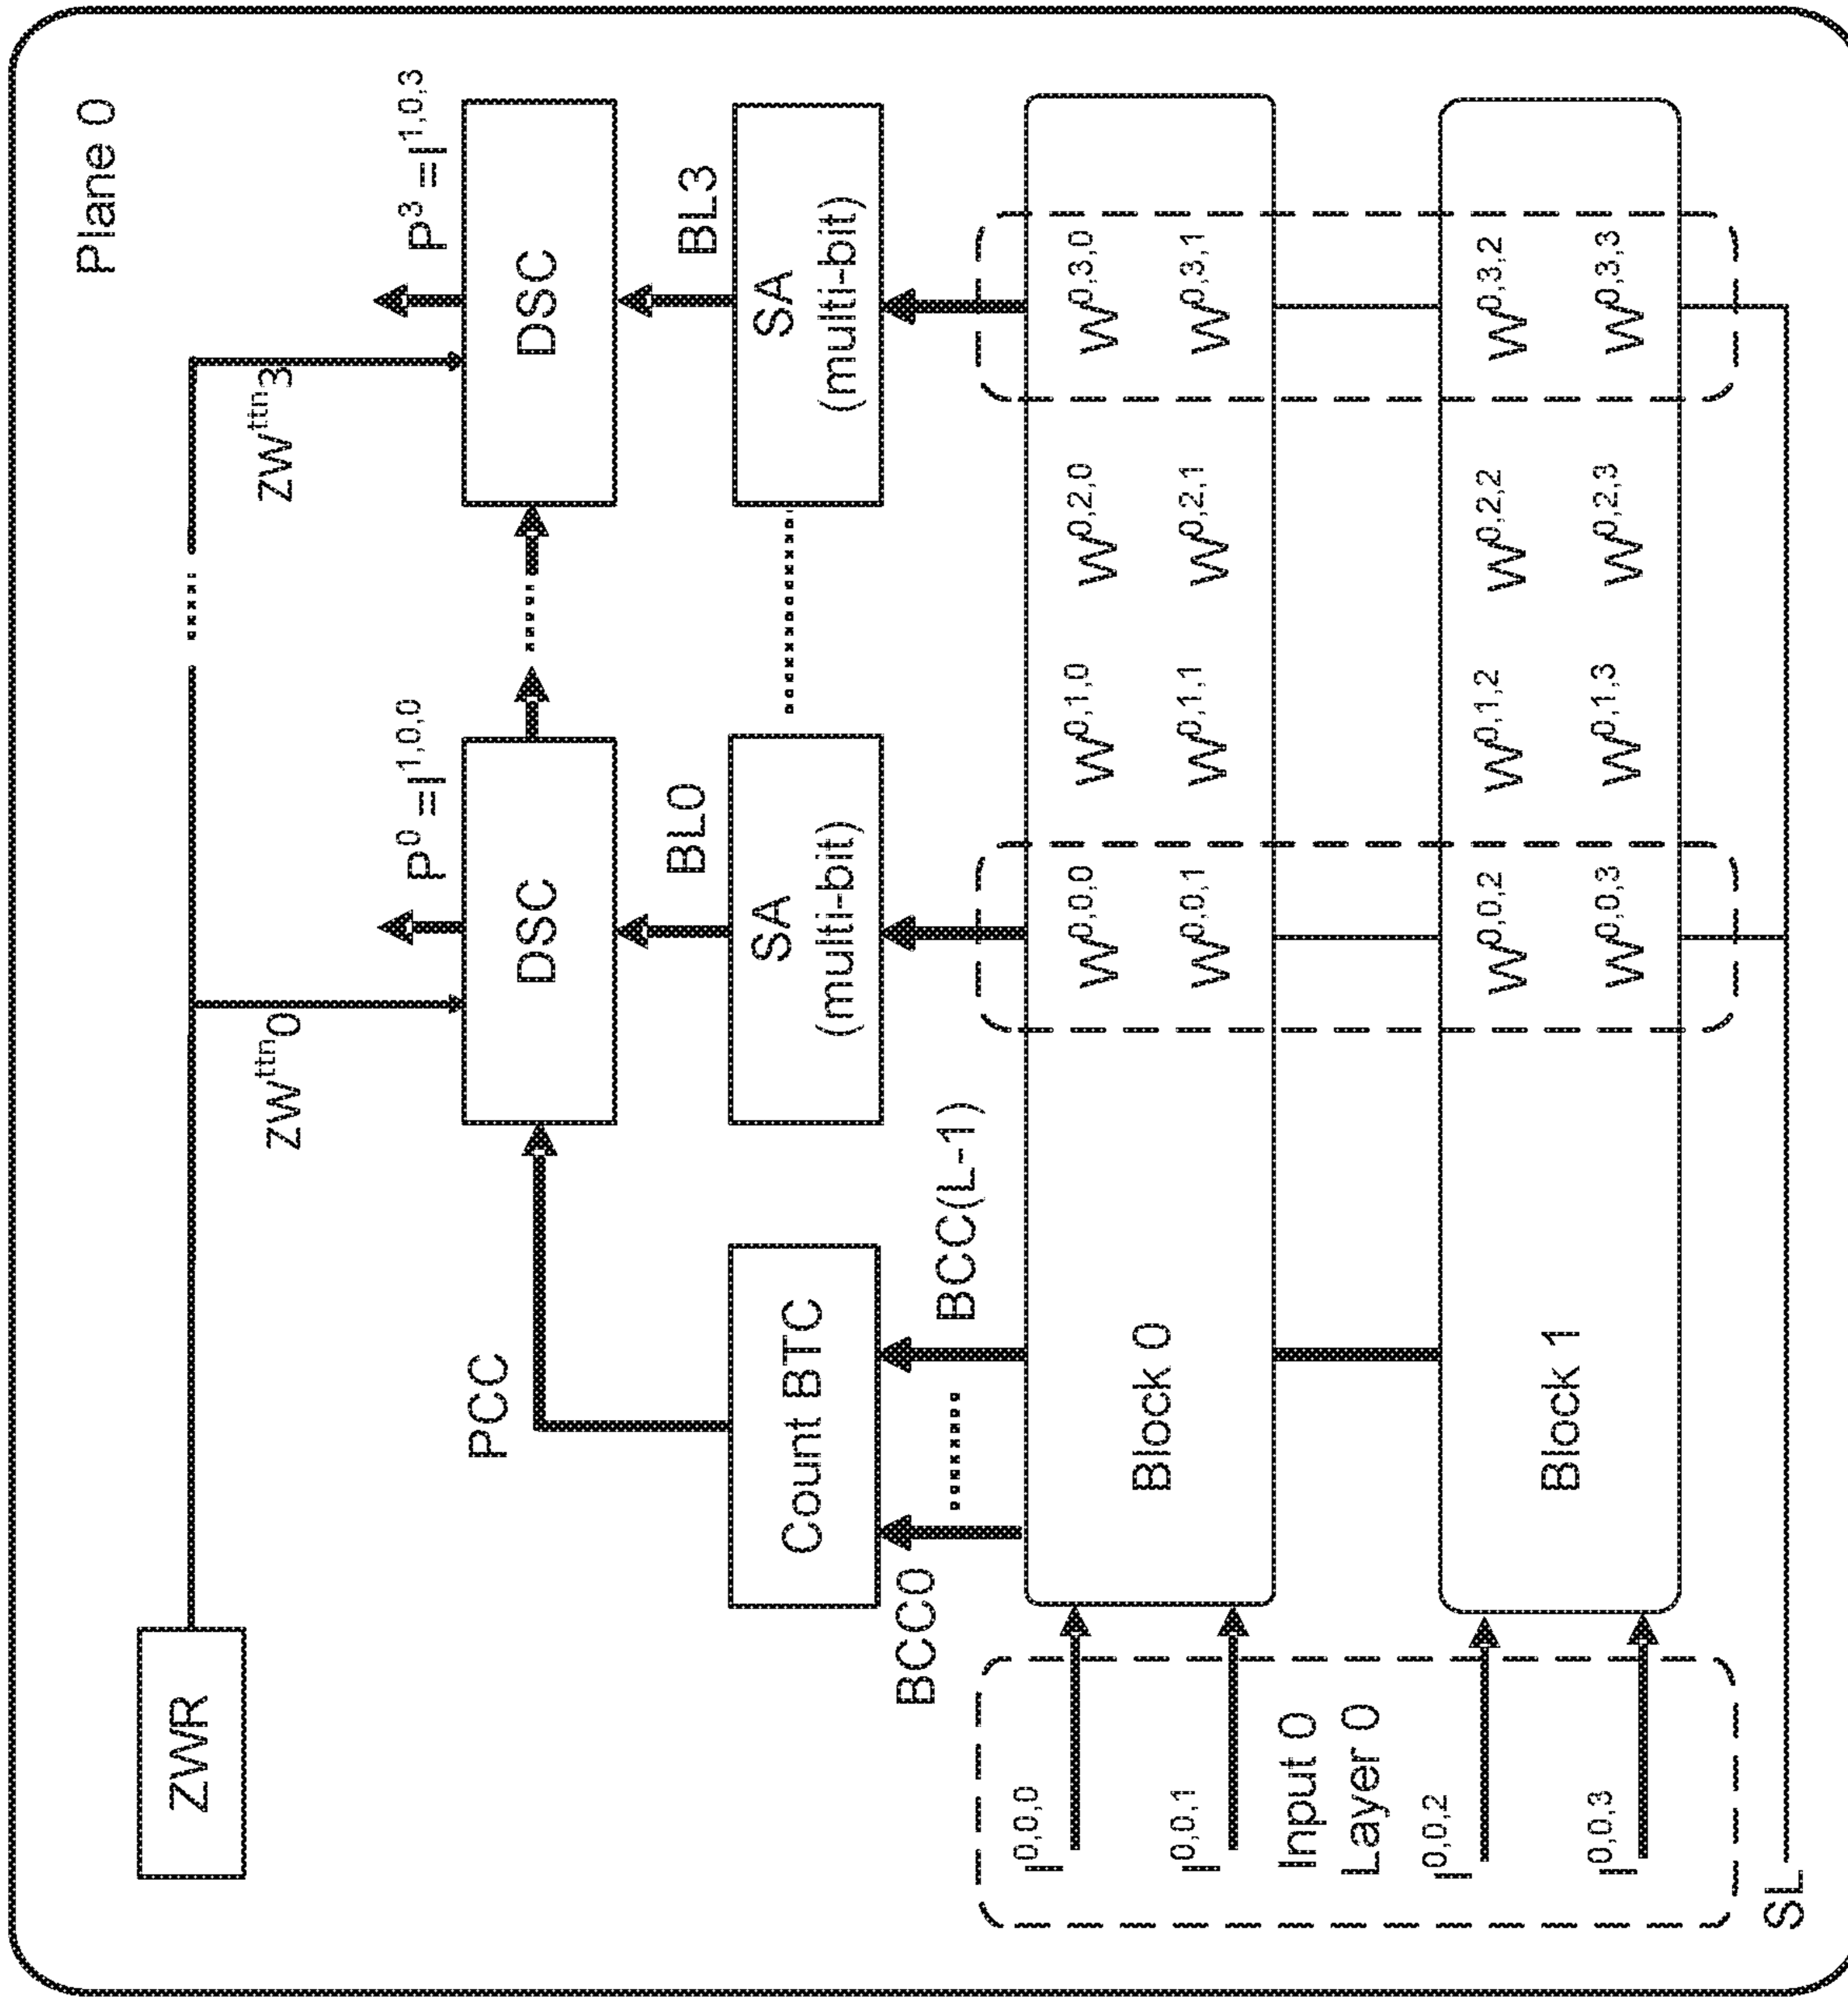 Plane 0
ZWR
ZW^ttn 0
ZW^ttn 3
P^0 =I^1,0,0
P^3 =I^1,0,3
PCC
DSC
DSC
BL0
BL3
Count BTC
SA
(multi-bit)
SA
(multi-bit)
BCC0
BCC(L-1)
I^0,0,0
I^0,0,1
Input 0
Layer 0
I^0,0,2
I^0,0,3
Block 0
W^0,0,0 W^0,1,0 W^0,2,0 W^0,3,0
W^0,0,1 W^0,1,1 W^0,2,1 W^0,3,1
Block 1
W^0,0,2 W^0,1,2 W^0,2,2 W^0,3,2
W^0,0,3 W^0,1,3 W^0,2,3 W^0,3,3
SL